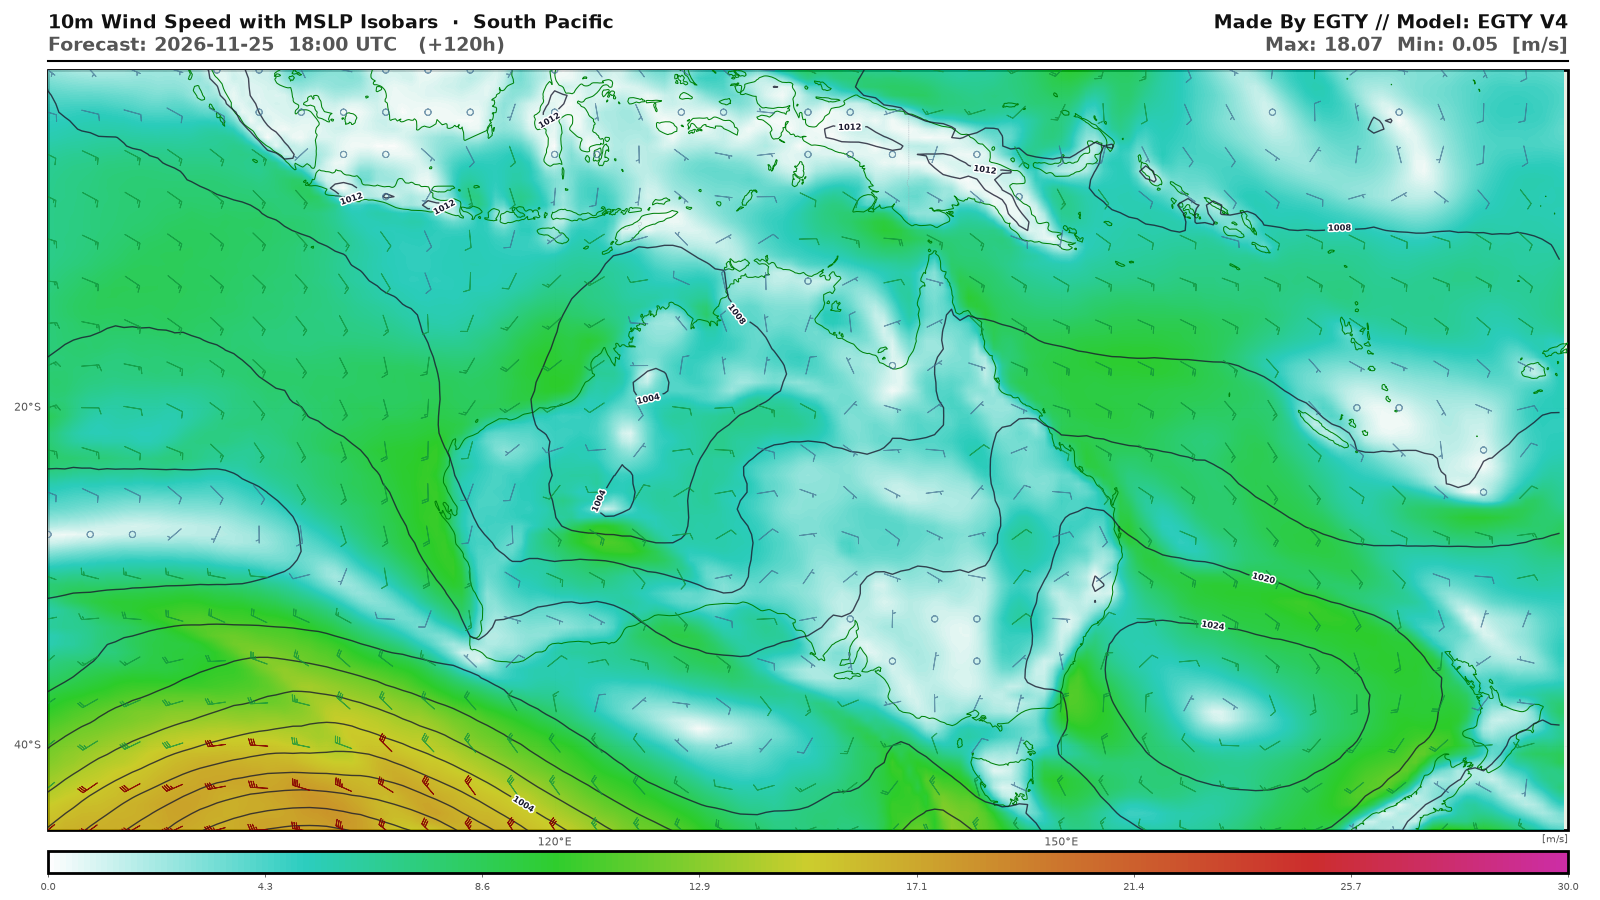 10m Wind Speed with MSLP Isobars · South Pacific
Made By EGTY // Model: EGTY V4
Forecast: 2026-11-25 18:00 UTC (+120h)
Max: 18.07 Min: 0.05 [m/s]
1012
1012
1012
1012
1012
1008
1008
1004
20°S
1004
1020
1024
40°S
1004
120°E
150°E
[m/s]
0.0
4.3
8.6
12.9
17.1
21.4
25.7
30.0